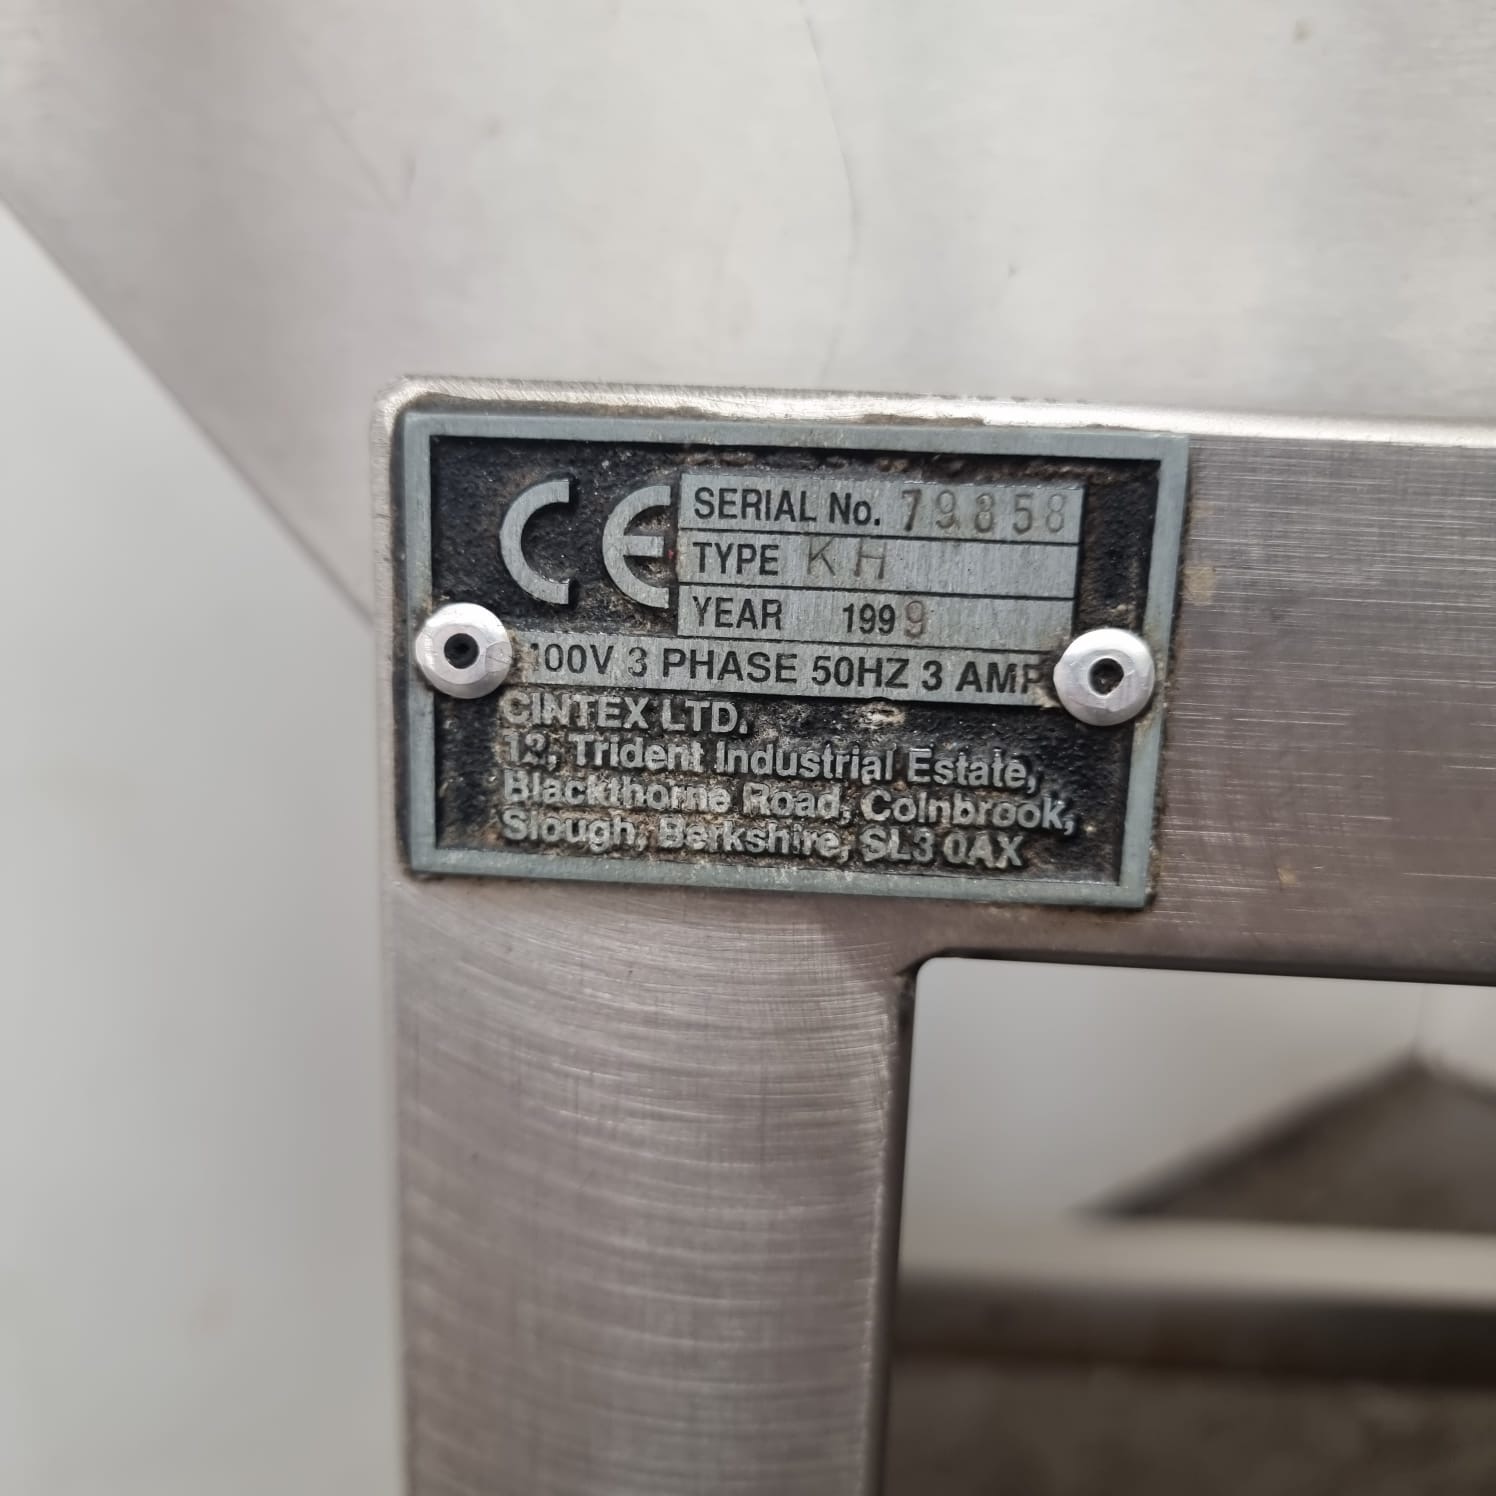 CE
SERIAL No. 79858
TYPE KH
YEAR 1999
400V 3 PHASE 50HZ 3 AMP
CINTEX LTD.
12, Trident Industrial Estate,
Blackthorne Road, Colnbrook,
Slough, Berkshire, SL3 0AX